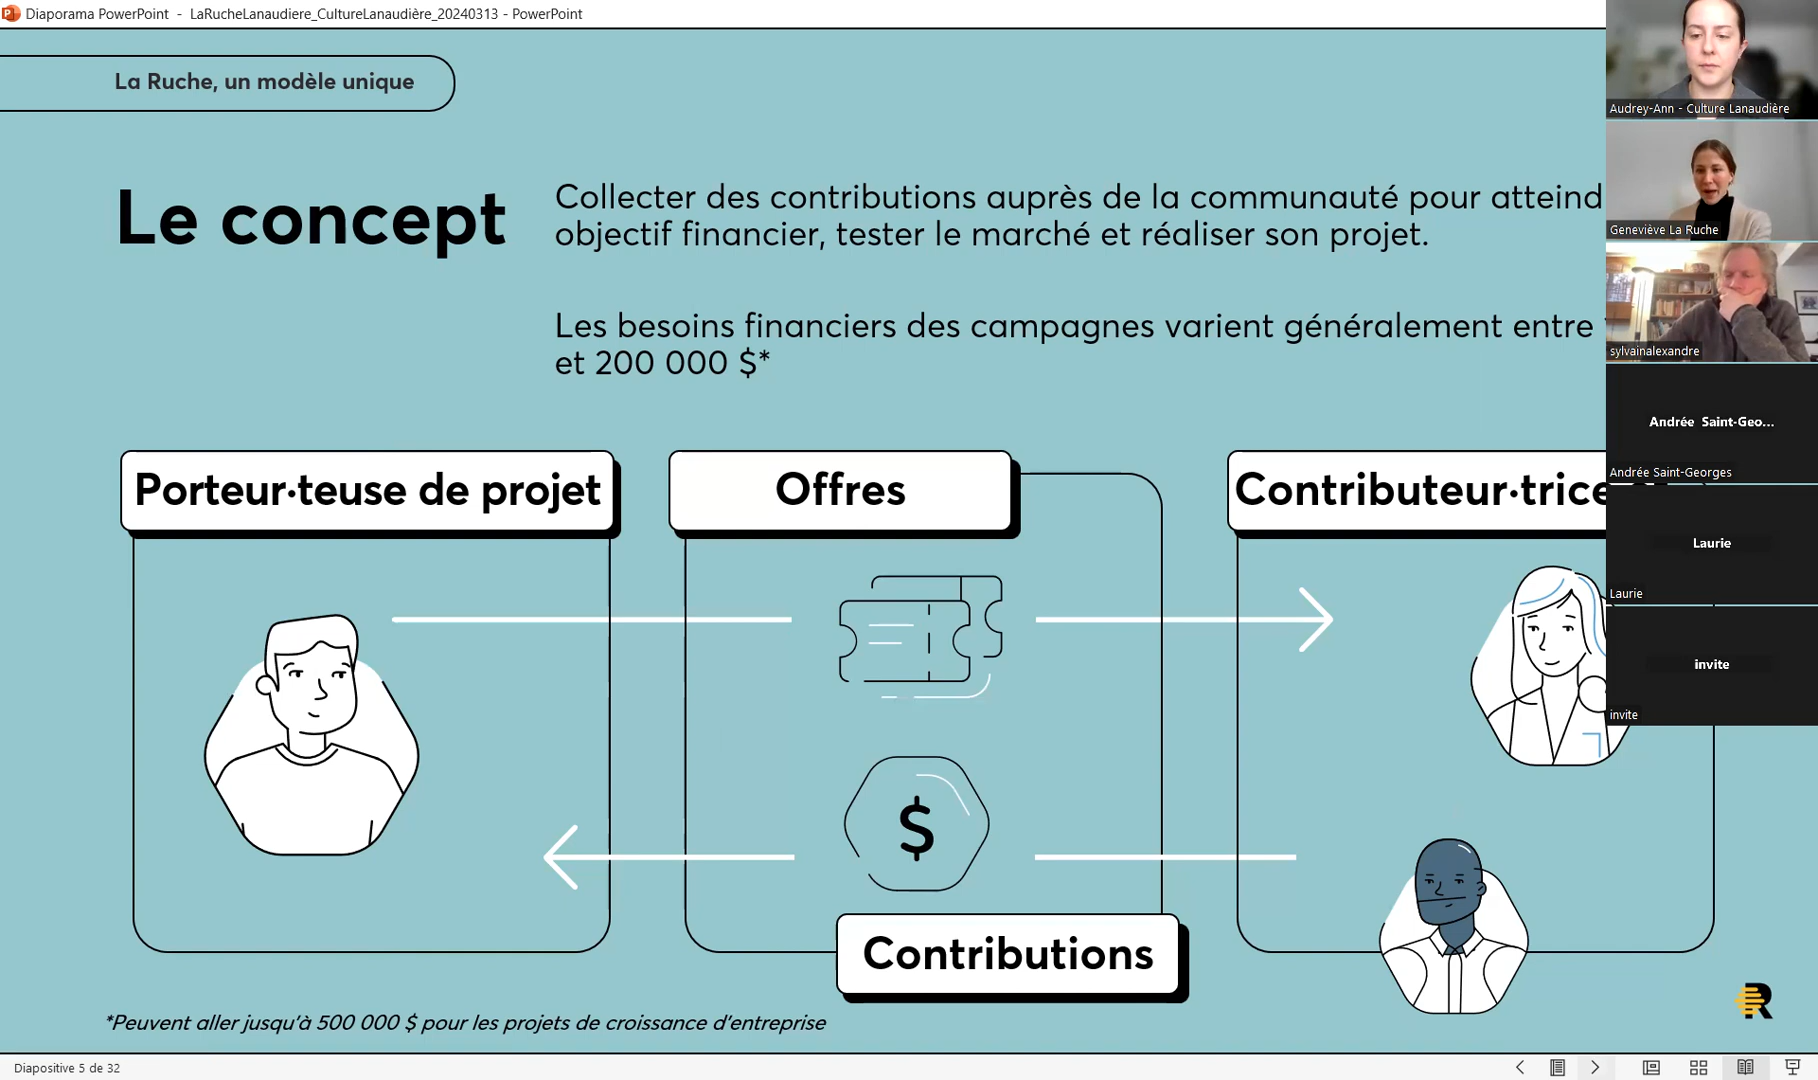 Diaporama PowerPoint - LaRucheLanaudiere_CultureLanaudière_20240313 - PowerPoint
La Ruche, un modèle unique
Le concept
Collecter des contributions auprès de la communauté pour atteind
objectif financier, tester le marché et réaliser son projet.
Les besoins financiers des campagnes varient généralement entre
et 200 000 $*
Porteur·teuse de projet
Offres
Contributeur·trice
$
Contributions
*Peuvent aller jusqu'à 500 000 $ pour les projets de croissance d'entreprise
R
Diapositive 5 de 32
Audrey-Ann - Culture Lanaudière
Geneviève La Ruche
sylvainalexandre
Andrée Saint-Geo...
Andrée Saint-Georges
Laurie
Laurie
invite
invite